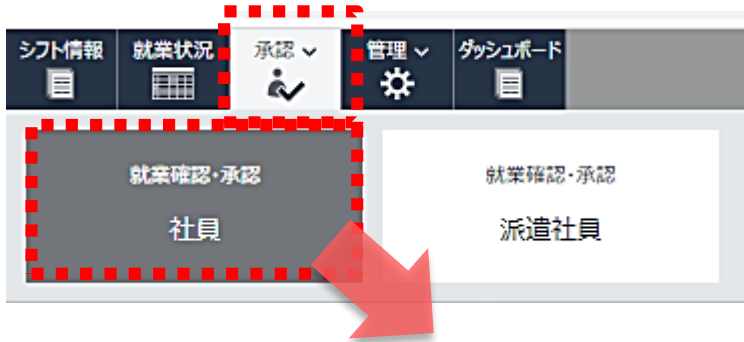 シフト情報
就業状況
承認
管理
ダッシュボード
就業確認・承認
社員
就業確認・承認
派遣社員